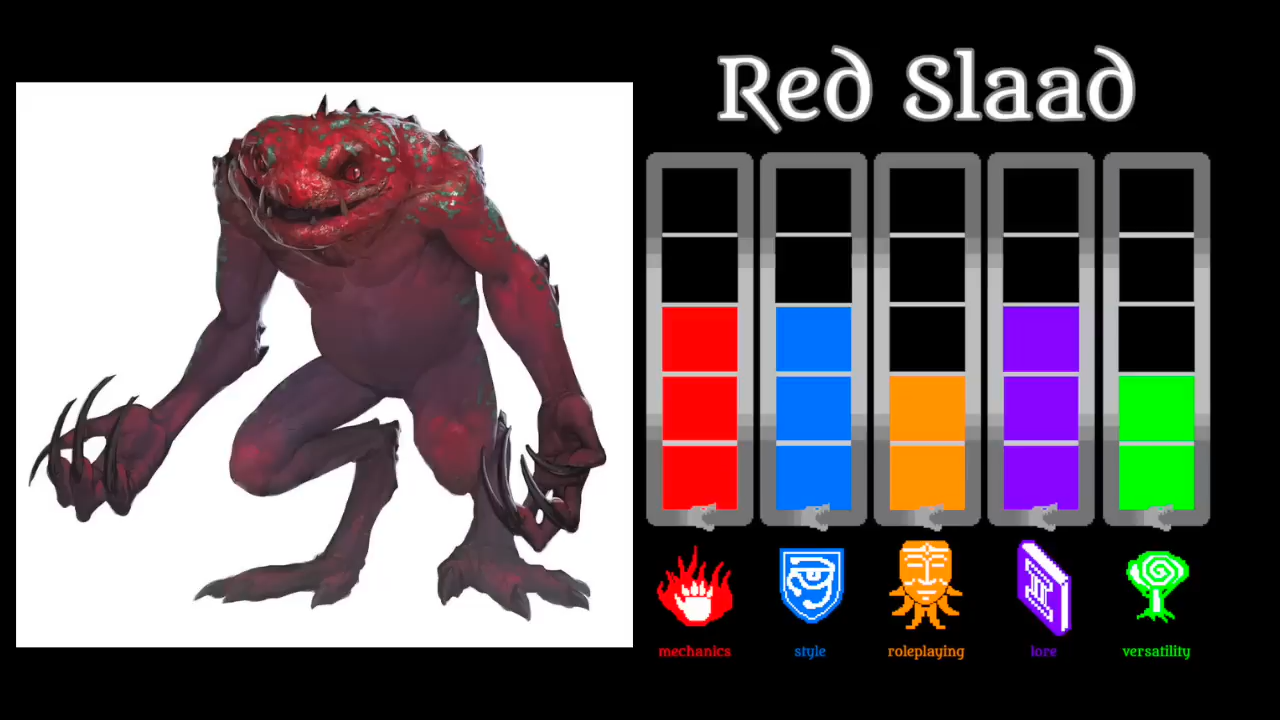 Red Slaad
mechanics
style
roleplaying
lore
versatility